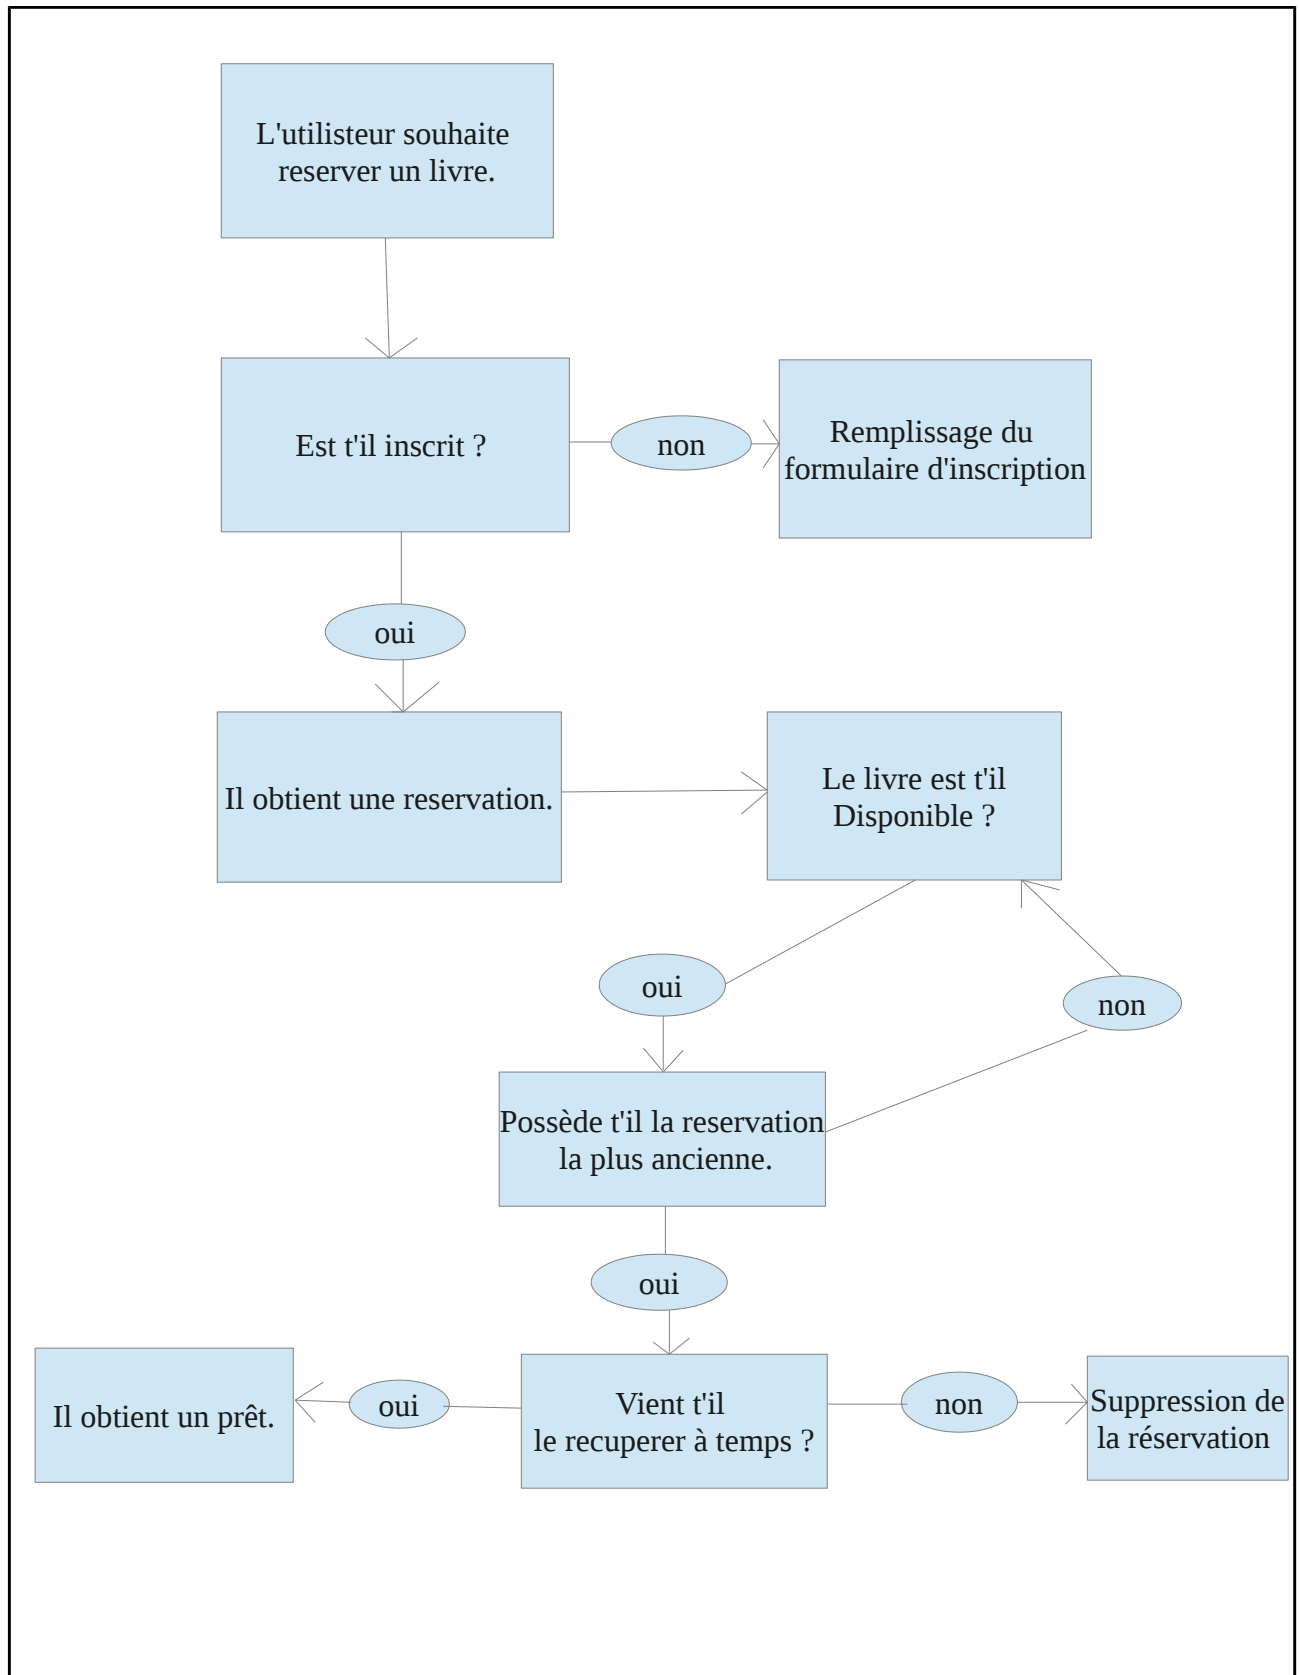 L'utilisteur souhaite
reserver un livre.
Est t'il inscrit ?
non
Remplissage du
formulaire d'inscription
oui
Il obtient une reservation.
Le livre est t'il
Disponible ?
oui
non
Possède t'il la reservation
la plus ancienne.
oui
Il obtient un prêt.
oui
Vient t'il
le recuperer à temps ?
non
Suppression de
la réservation